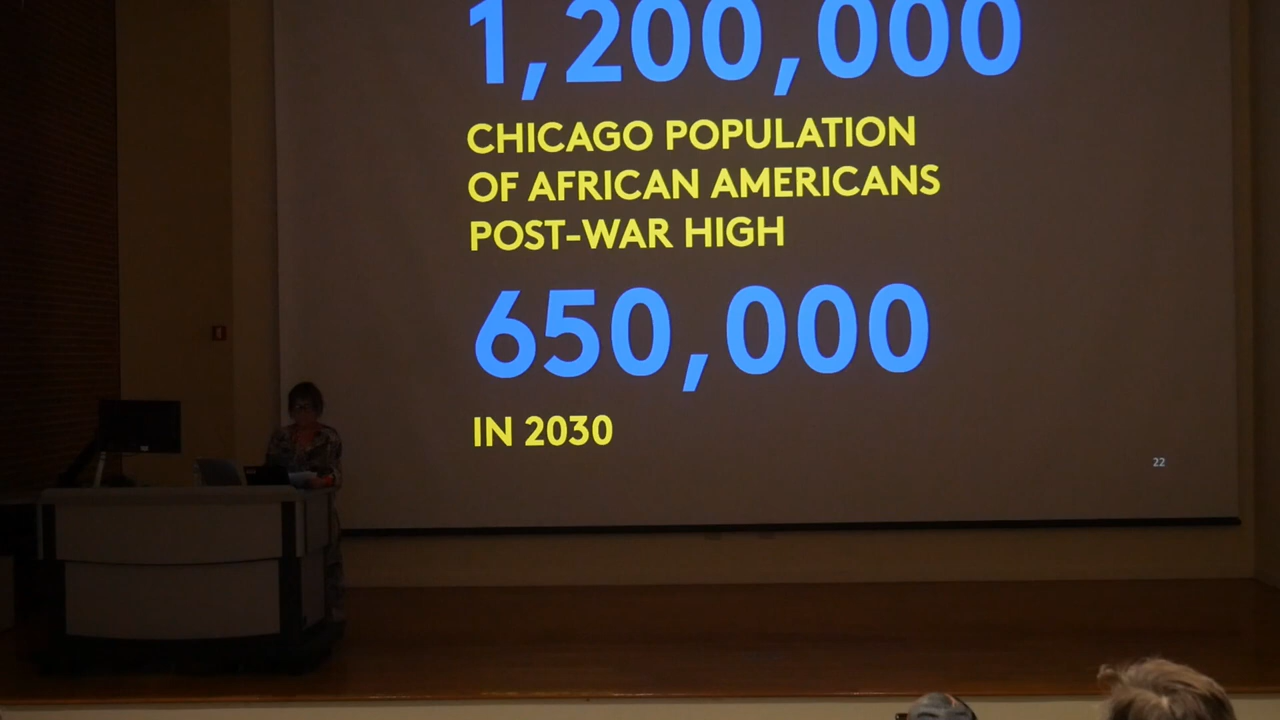 1,200,000
CHICAGO POPULATION
OF AFRICAN AMERICANS
POST-WAR HIGH
650,000
IN 2030
22